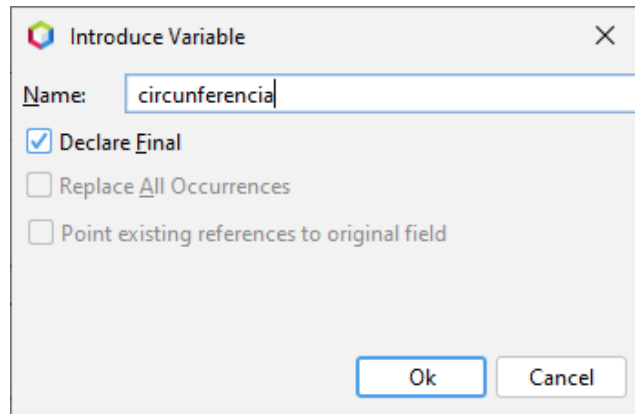 Introduce Variable
Name: circunferencia
Declare Final
Replace All Occurrences
Point existing references to original field
Ok Cancel